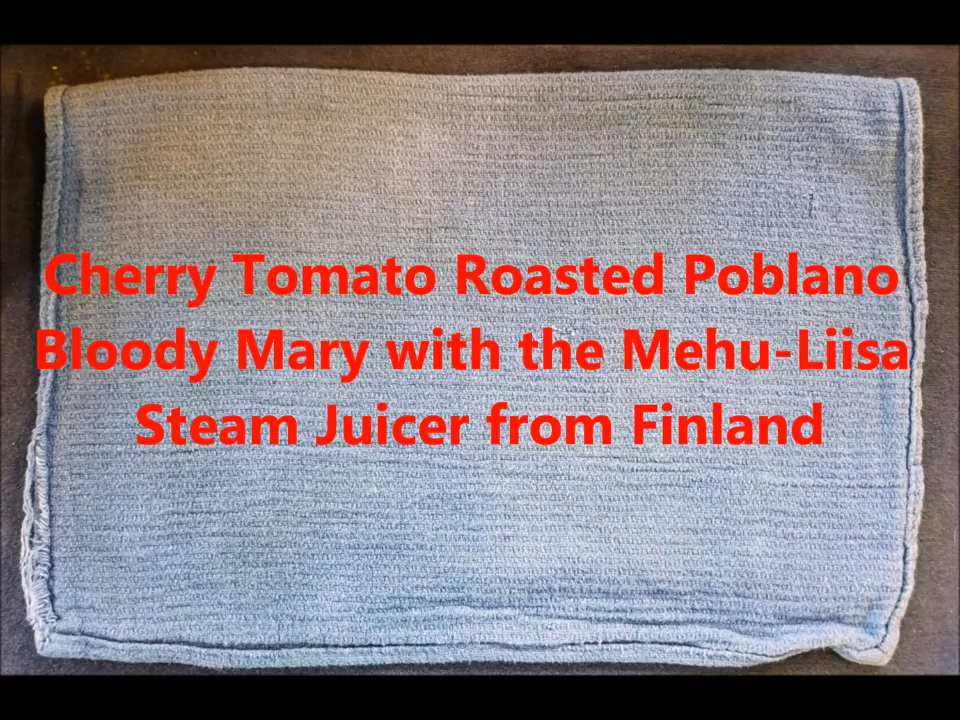 Cherry Tomato Roasted Poblano
Bloody Mary with the Mehu-Liisa
Steam Juicer from Finland